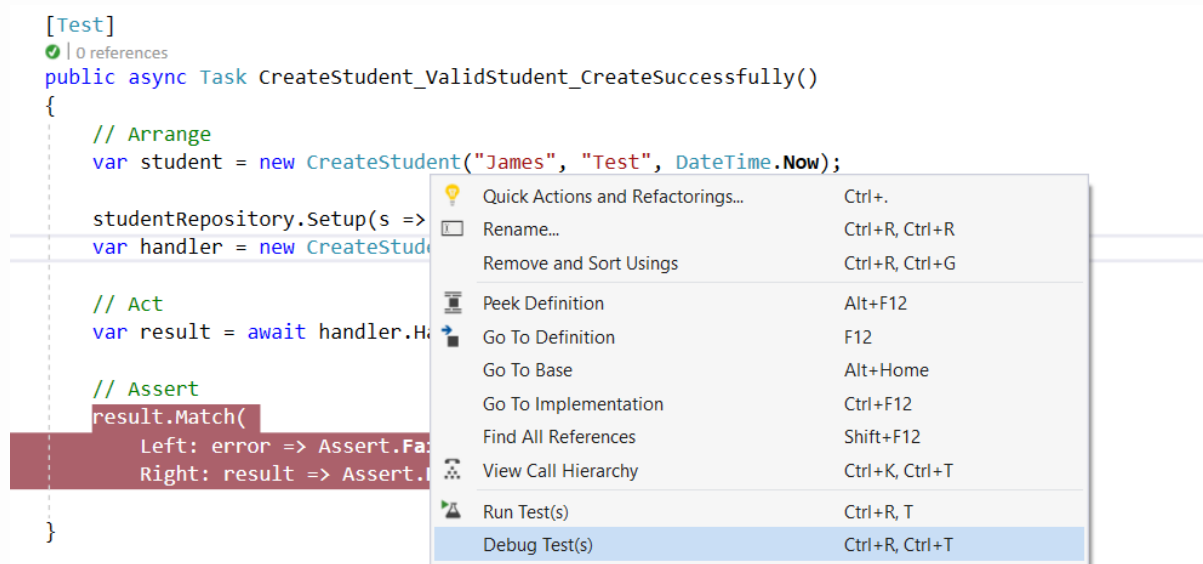 [Test]
0 references
public async Task CreateStudent_ValidStudent_CreateSuccessfully()
{
// Arrange
var student = new CreateStudent("James", "Test", DateTime.Now);
studentRepository.Setup(s =>
var handler = new CreateStude
// Act
var result = await handler.Ha
// Assert
result.Match(
Left: error => Assert.Fai
Right: result => Assert.
}
Quick Actions and Refactorings... Ctrl+.
Rename... Ctrl+R, Ctrl+R
Remove and Sort Usings Ctrl+R, Ctrl+G
Peek Definition Alt+F12
Go To Definition F12
Go To Base Alt+Home
Go To Implementation Ctrl+F12
Find All References Shift+F12
View Call Hierarchy Ctrl+K, Ctrl+T
Run Test(s) Ctrl+R, T
Debug Test(s) Ctrl+R, Ctrl+T